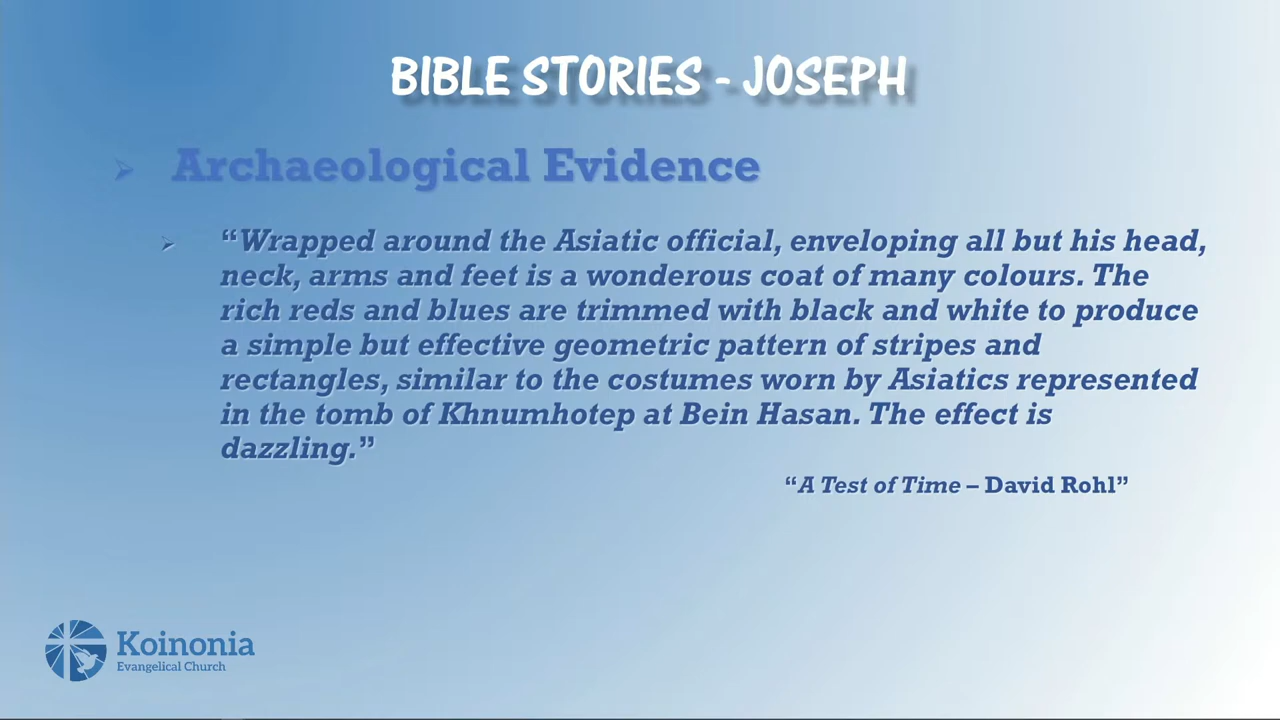 BIBLE STORIES - JOSEPH
Archaeological Evidence
“Wrapped around the Asiatic official, enveloping all but his head,
neck, arms and feet is a wonderous coat of many colours. The
rich reds and blues are trimmed with black and white to produce
a simple but effective geometric pattern of stripes and
rectangles, similar to the costumes worn by Asiatics represented
in the tomb of Khnumhotep at Bein Hasan. The effect is
dazzling.”
“A Test of Time – David Rohl”
Koinonia
Evangelical Church